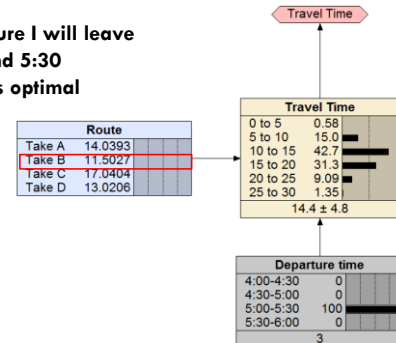 Travel Time
ure I will leave
nd 5:30
s optimal
Travel Time
0 to 5 0.58
5 to 10 15.0
10 to 15 42.7
15 to 20 31.3
20 to 25 9.09
25 to 30 1.35
14.4 ± 4.8
Route
Take A 14.0393
Take B 11.5027
Take C 17.0404
Take D 13.0206
Departure time
4:00-4:30 0
4:30-5:00 0
5:00-5:30 100
5:30-6:00 0
3